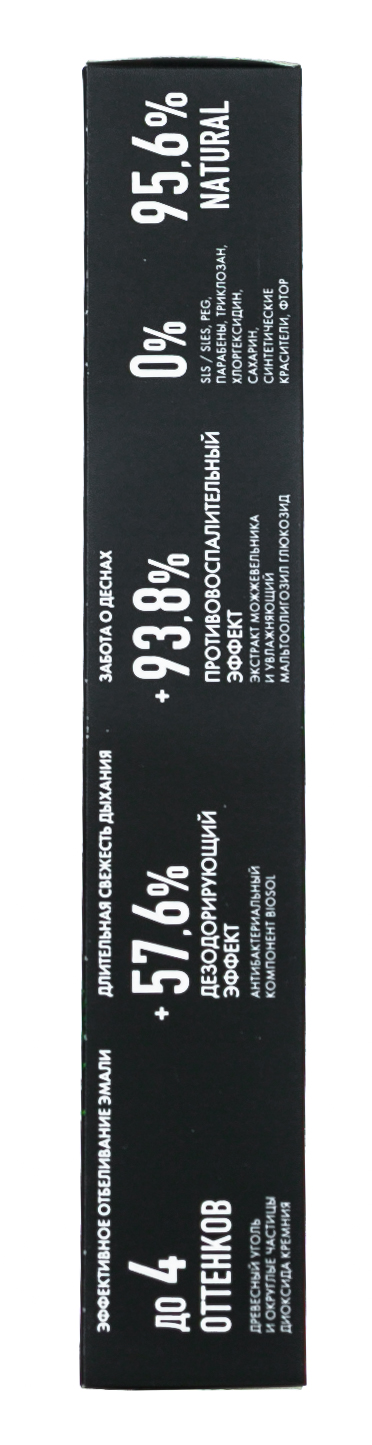 ЭФФЕКТИВНОЕ ОТБЕЛИВАНИЕ ЭМАЛИ
ДО 4
ОТТЕНКОВ
ДРЕВЕСНЫЙ УГОЛЬ
И ОКРУГЛЫЕ ЧАСТИЦЫ
ДИОКСИДА КРЕМНИЯ
ДЛИТЕЛЬНАЯ СВЕЖЕСТЬ ДЫХАНИЯ
+ 57,6%
ДЕЗОДОРИРУЮЩИЙ
ЭФФЕКТ
АНТИБАКТЕРИАЛЬНЫЙ
КОМПОНЕНТ BIOSOL
ЗАБОТА О ДЕСНАХ
+ 93,8%
ПРОТИВОВОСПАЛИТЕЛЬНЫЙ
ЭФФЕКТ
ЭКСТРАКТ МОЖЖЕВЕЛЬНИКА
И УВЛАЖНЯЮЩИЙ
МАЛЬТООЛИГОЗИЛ ГЛЮКОЗИД
0%
SLS / SLES, PEG,
ПАРАБЕНЫ, ТРИКЛОЗАН,
ХЛОРГЕКСИДИН,
САХАРИН,
СИНТЕТИЧЕСКИЕ
КРАСИТЕЛИ, ФТОР
95,6%
NATURAL